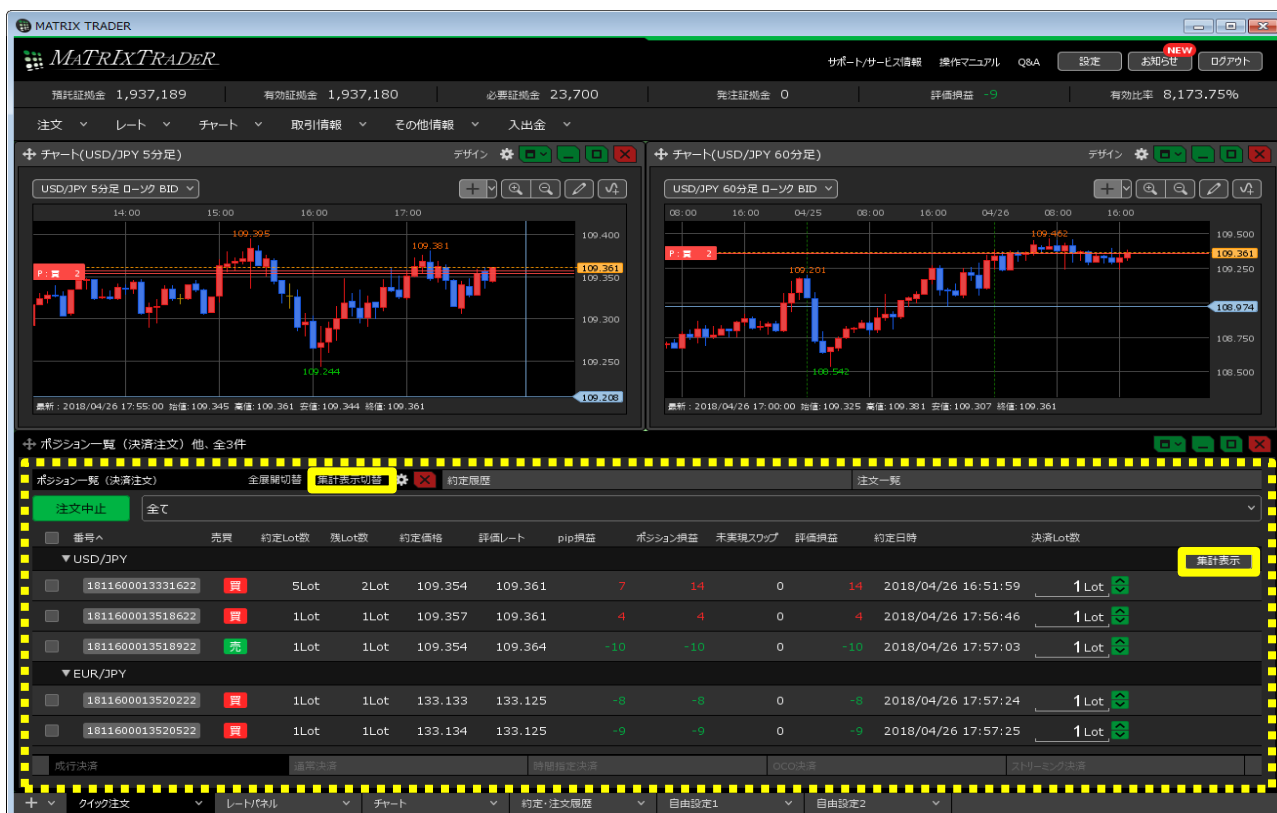 MATRIX TRADER
MATRIXTRADER
サポート/サービス情報 操作マニュアル Q&A 設定 お知らせ NEW ログアウト
預託証拠金 1,937,189 有効証拠金 1,937,180 必要証拠金 23,700 発注証拠金 0 評価損益 -9 有効比率 8,173.75%
注文 レート チャート 取引情報 その他情報 入出金
チャート(USD/JPY 5分足) デザイン
USD/JPY 5分足 ローソク BID
14:00 15:00 16:00 17:00
109.395
109.381
109.400
P:買 2
109.361
109.350
109.300
109.250
109.244
109.208
最新:2018/04/26 17:55:00 始値:109.345 高値:109.361 安値:109.344 終値:109.361
チャート(USD/JPY 60分足) デザイン
USD/JPY 60分足 ローソク BID
08:00 16:00 04/25 08:00 16:00 04/26 08:00 16:00
109.462
109.500
P:買 2
109.361
109.201
109.250
108.974
108.750
108.542
108.500
最新:2018/04/26 17:00:00 始値:109.325 高値:109.381 安値:109.307 終値:109.361
ポジション一覧(決済注文)他、全3件
ポジション一覧(決済注文) 全展開切替 集計表示切替 約定履歴 注文一覧
注文中止 全て
番号へ 売買 約定Lot数 残Lot数 約定価格 評価レート pip損益 ポジション損益 未実現スワップ 評価損益 約定日時 決済Lot数
▼USD/JPY 集計表示
1811600013331622 買 5Lot 2Lot 109.354 109.361 7 14 0 14 2018/04/26 16:51:59 1 Lot
1811600013518622 買 1Lot 1Lot 109.357 109.361 4 4 0 4 2018/04/26 17:56:46 1 Lot
1811600013518922 売 1Lot 1Lot 109.354 109.364 -10 -10 0 -10 2018/04/26 17:57:03 1 Lot
▼EUR/JPY
1811600013520222 買 1Lot 1Lot 133.133 133.125 -8 -8 0 -8 2018/04/26 17:57:24 1 Lot
1811600013520522 買 1Lot 1Lot 133.134 133.125 -9 -9 0 -9 2018/04/26 17:57:25 1 Lot
成行決済 通常決済 時間指定決済 OCO決済 ストリーミング決済
クイック注文 レートパネル チャート 約定・注文履歴 自由設定1 自由設定2